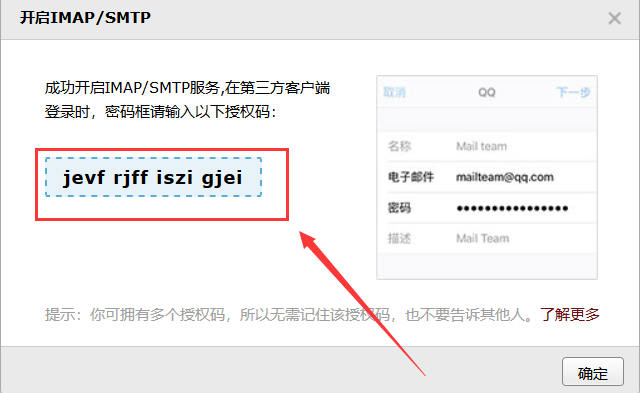 开启IMAP/SMTP
成功开启IMAP/SMTP服务,在第三方客户端
登录时，密码框请输入以下授权码：
jevf rjff iszi gjei
取消 QQ 下一步
名称 Mail team
电子邮件 mailteam@qq.com
密码 ●●●●●●●●●●●●●●●●
描述 Mail Team
提示：你可拥有多个授权码，所以无需记住该授权码，也不要告诉其他人。了解更多
确定